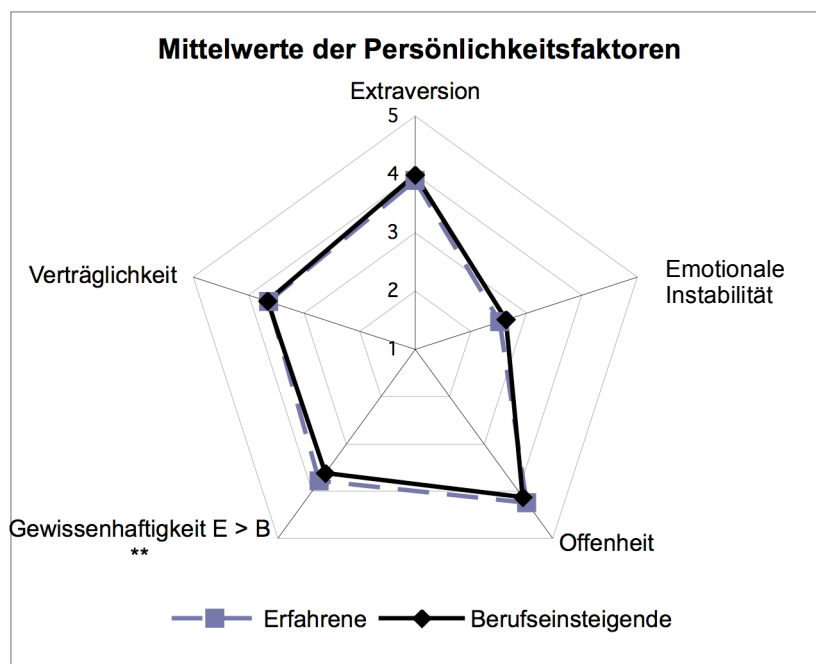 Mittelwerte der Persönlichkeitsfaktoren
Extraversion
5
4
3
2
1
Emotionale
Instabilität
Verträglichkeit
Gewissenhaftigkeit E > B
**
Offenheit
Erfahrene
Berufseinsteigende